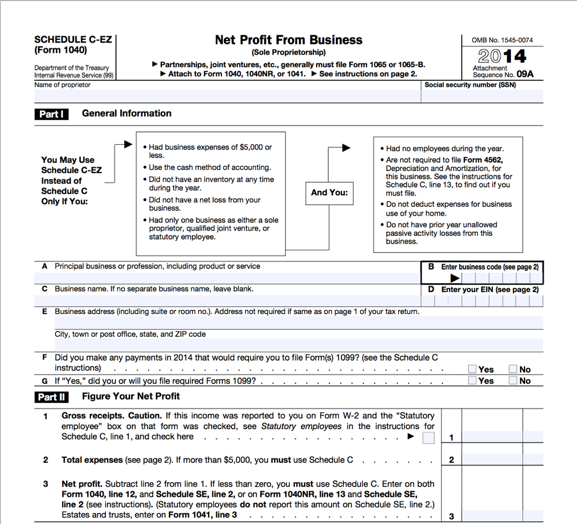 SCHEDULE C-EZ
(Form 1040)
Department of the Treasury
Internal Revenue Service (99)
Net Profit From Business
(Sole Proprietorship)
▶ Partnerships, joint ventures, etc., generally must file Form 1065 or 1065-B.
▶ Attach to Form 1040, 1040NR, or 1041. ▶ See instructions on page 2.
OMB No. 1545-0074
2014
Attachment
Sequence No. 09A
Name of proprietor
Social security number (SSN)
Part I General Information
You May Use
Schedule C-EZ
Instead of
Schedule C
Only If You:
• Had business expenses of $5,000 or
less.
• Use the cash method of accounting.
• Did not have an inventory at any time
during the year.
• Did not have a net loss from your
business.
• Had only one business as either a sole
proprietor, qualified joint venture, or
statutory employee.
And You:
• Had no employees during the year.
• Are not required to file Form 4562,
Depreciation and Amortization, for
this business. See the instructions for
Schedule C, line 13, to find out if you
must file.
• Do not deduct expenses for business
use of your home.
• Do not have prior year unallowed
passive activity losses from this
business.
A Principal business or profession, including product or service
B Enter business code (see page 2)
▶
C Business name. If no separate business name, leave blank.
D Enter your EIN (see page 2)
E Business address (including suite or room no.). Address not required if same as on page 1 of your tax return.
City, town or post office, state, and ZIP code
F Did you make any payments in 2014 that would require you to file Form(s) 1099? (see the Schedule C
instructions) . . . . . . . . . . . . . . . . . . . . . . . . . Yes No
G If "Yes," did you or will you file required Forms 1099? . . . . . . . . . . . . . . Yes No
Part II Figure Your Net Profit
1 Gross receipts. Caution. If this income was reported to you on Form W-2 and the "Statutory
employee" box on that form was checked, see Statutory employees in the instructions for
Schedule C, line 1, and check here . . . . . . . . . . . . . . . ▶ 1
2 Total expenses (see page 2). If more than $5,000, you must use Schedule C . . . . . . . 2
3 Net profit. Subtract line 2 from line 1. If less than zero, you must use Schedule C. Enter on both
Form 1040, line 12, and Schedule SE, line 2, or on Form 1040NR, line 13 and Schedule SE,
line 2 (see instructions). (Statutory employees do not report this amount on Schedule SE, line 2.)
Estates and trusts, enter on Form 1041, line 3 . . . . . . . . . . . . . . 3